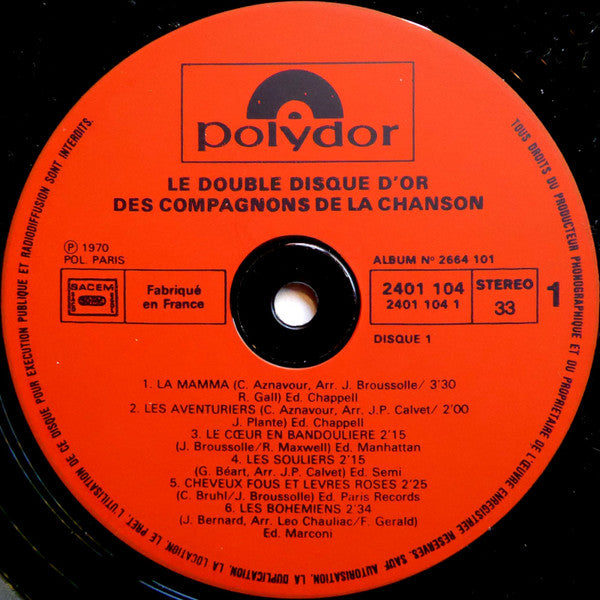 polydor
LE DOUBLE DISQUE D'OR
DES COMPAGNONS DE LA CHANSON
Ⓟ 1970
POL. PARIS
ALBUM Nº 2664 101
SACEM
Fabriqué
en France
2401 104
2401 104 1
STEREO
33
1
DISQUE 1
1. LA MAMMA (C. Aznavour, Arr. J. Broussolle/ 3'30
R. Gall) Ed. Chappell
2. LES AVENTURIERS (C. Aznavour, Arr. J.P. Calvet/ 2'00
J. Plante) Ed. Chappell
3. LE CŒUR EN BANDOULIERE 2'15
(J. Broussolle/R. Maxwell) Ed. Manhattan
4. LES SOULIERS 2'15
(G. Béart, Arr. J.P. Calvet) Ed. Semi
5. CHEVEUX FOUS ET LEVRES ROSES 2'25
(C. Bruhl/J. Broussolle) Ed. Paris Records
6. LES BOHEMIENS 2'34
(J. Bernard, Arr. Leo Chauliac/F. Gerald)
Ed. Marconi
TOUS DROITS DU PRODUCTEUR PHONOGRAPHIQUE ET DU PROPRIETAIRE DE L'ŒUVRE ENREGISTREE RESERVES. SAUF AUTORISATION, LA DUPLICATION, LA LOCATION, LE PRET, L'UTILISATION DE CE DISQUE POUR EXECUTION PUBLIQUE ET RADIODIFFUSION SONT INTERDITS.